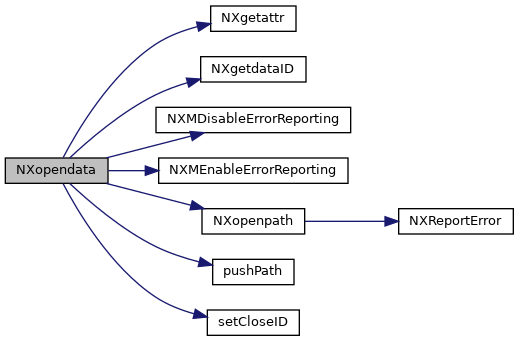 NXgetattr
NXgetdataID
NXMDisableErrorReporting
NXopendata
NXMEnableErrorReporting
NXopenpath
NXReportError
pushPath
setCloseID